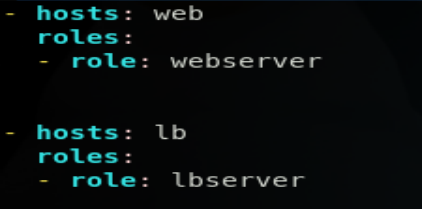 - hosts: web
  roles:
  - role: webserver
- hosts: lb
  roles:
  - role: lbserver